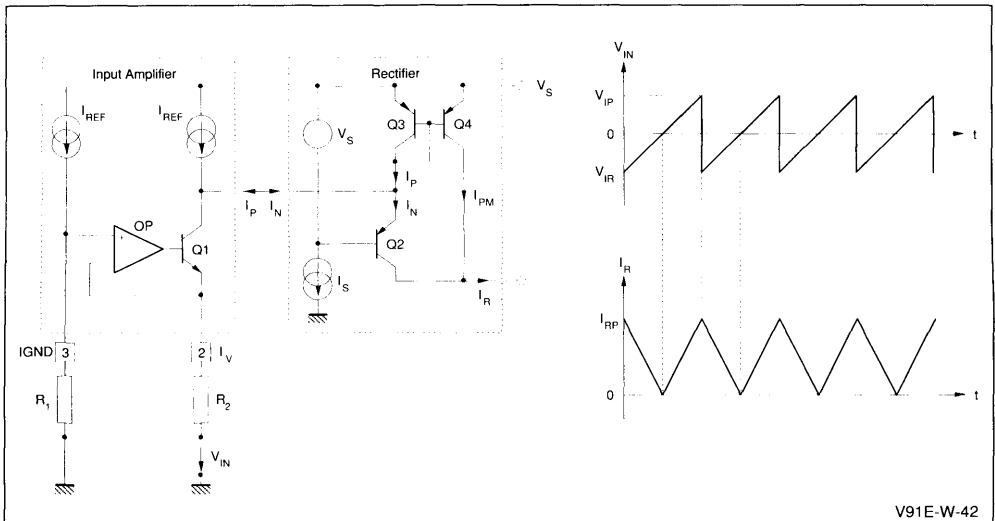 Input Amplifier
Rectifier
I_REF
I_REF
V_S
V_S
Q3
Q4
I_P
I_N
I_P
I_N
I_PM
OP
+
Q1
Q2
I_S
I_R
IGND
3
2
I_V
R_1
R_2
V_IN
V_IN
V_IP
0
t
V_IR
I_R
I_RP
0
t
V91E-W-42